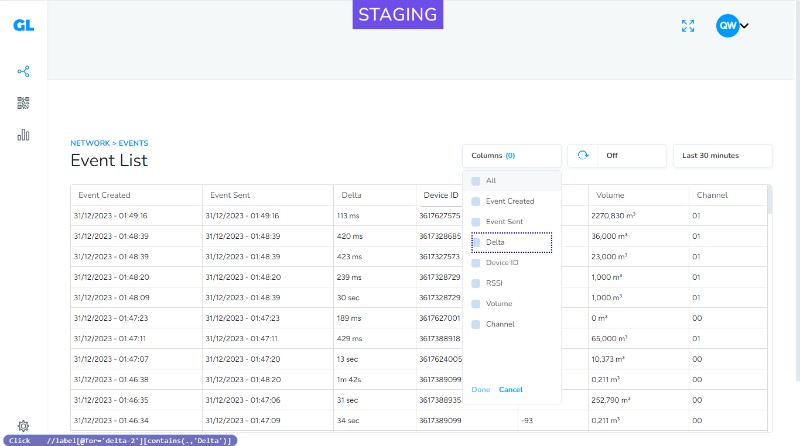 STAGING
GL
QW
NETWORK > EVENTS
Event List
Columns (0)
Off
Last 30 minutes
All
Event Created
Event Sent
Delta
Device ID
RSSI
Volume
Channel
Done Cancel
Event Created Event Sent Delta Device ID Volume Channel
31/12/2023 - 01:49:16 31/12/2023 - 01:49:16 113 ms 3617627575 2270,830 m³ 01
31/12/2023 - 01:48:39 31/12/2023 - 01:48:39 420 ms 3617328685 36,000 m³ 01
31/12/2023 - 01:48:39 31/12/2023 - 01:48:39 423 ms 3617327573 23,000 m³ 01
31/12/2023 - 01:48:20 31/12/2023 - 01:48:20 239 ms 3617328729 1,000 m³ 01
31/12/2023 - 01:48:09 31/12/2023 - 01:48:39 30 sec 3617328729 1,000 m³ 01
31/12/2023 - 01:47:23 31/12/2023 - 01:47:23 189 ms 3617627001 0 m³ 00
31/12/2023 - 01:47:11 31/12/2023 - 01:47:11 429 ms 3617388918 65,000 m³ 01
31/12/2023 - 01:47:07 31/12/2023 - 01:47:20 13 sec 3617624005 10,373 m³ 00
31/12/2023 - 01:46:38 31/12/2023 - 01:48:20 1m 42s 3617389099 0,211 m³ 00
31/12/2023 - 01:46:35 31/12/2023 - 01:47:06 31 sec 3617388935 252,790 m³ 00
31/12/2023 - 01:46:34 31/12/2023 - 01:47:09 34 sec 3617389099 -93 0,211 m³ 00
Click //label[@for='delta-2'][contains(.,'Delta')]